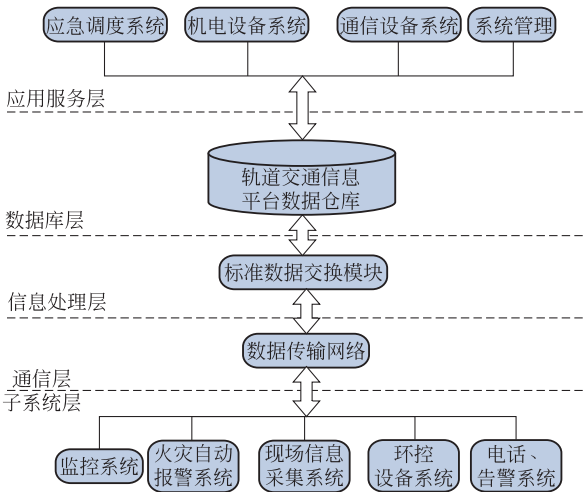 应急调度系统 机电设备系统 通信设备系统 系统管理
应用服务层
轨道交通信息
平台数据仓库
数据库层
标准数据交换模块
信息处理层
数据传输网络
通信层
子系统层
监控系统
火灾自动
报警系统
现场信息
采集系统
环控
设备系统
电话、
告警系统